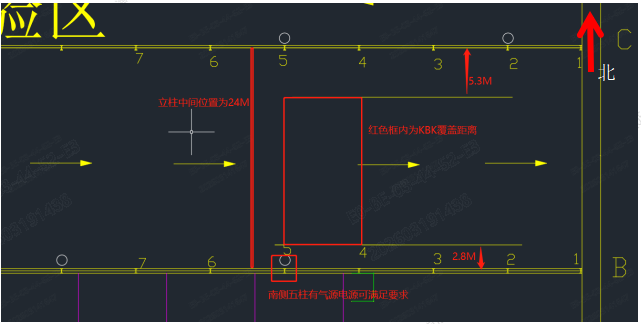 应区
C
北
7 6 5 4 3 2 1
5.3M
立柱中间位置为24M
红色框内为KBK覆盖距离
5 4 3 2 1
7 6
2.8M
B
南侧五柱有气源电源可满足要求